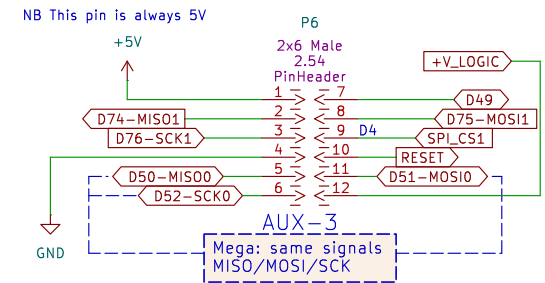 NB This pin is always 5V
P6
+5V
2x6 Male
2.54
PinHeader
+V_LOGIC
1 7 D49
D74-MISO1 2 8 D75-MOSI1
D76-SCK1 3 9 D4 SPI_CS1
4 10 RESET
D50-MISO0 5 11 D51-MOSI0
D52-SCK0 6 12
AUX-3
GND
Mega: same signals
MISO/MOSI/SCK